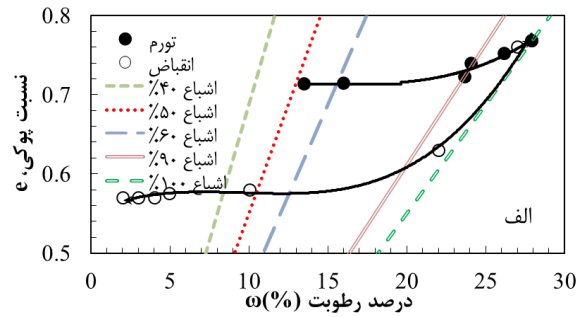 0.8
0.7
0.6
0.5
نسبت پوکی، e
تورم
انقباض
۴۰٪ اشباع
۵۰٪ اشباع
۶۰٪ اشباع
۹۰٪ اشباع
۱۰۰٪ اشباع
الف
0 5 10 15 20 25 30
درصد رطوبت ω(%)